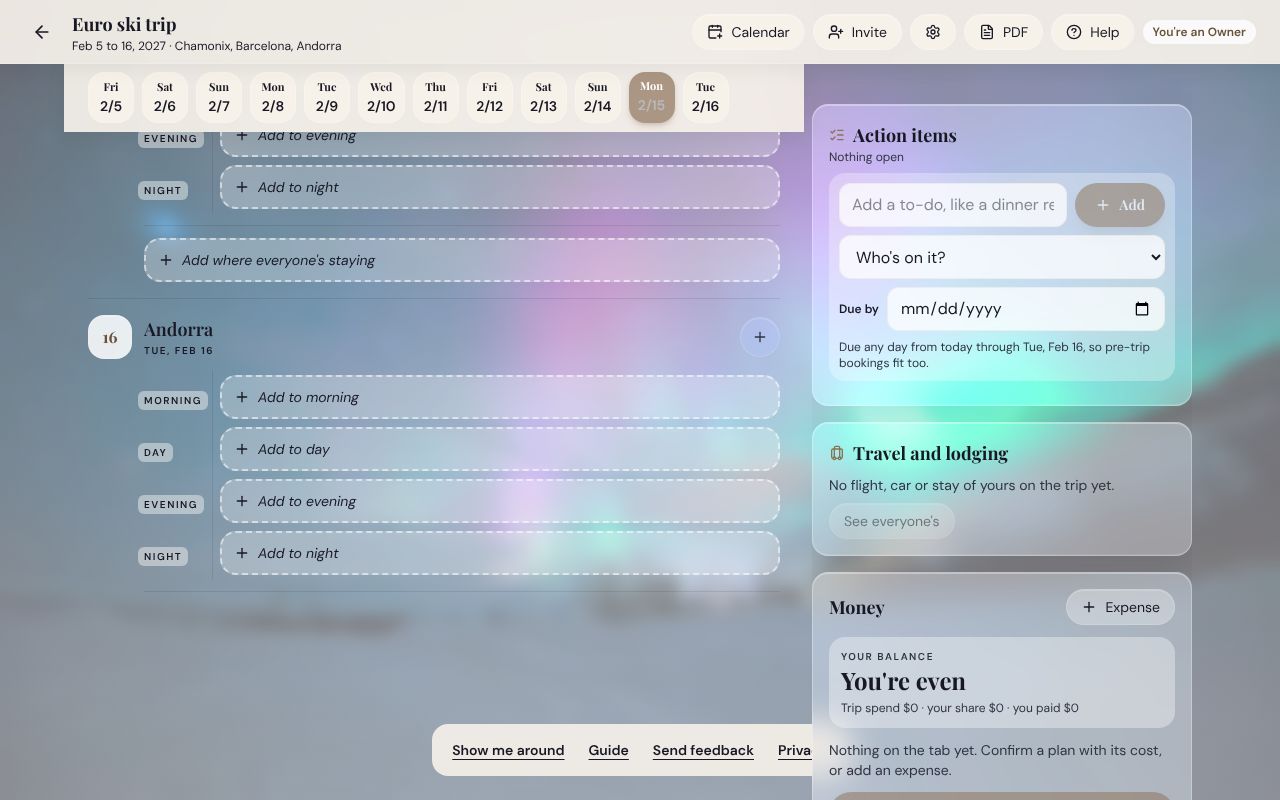 Euro ski trip
Feb 5 to 16, 2027 · Chamonix, Barcelona, Andorra
Calendar
Invite
PDF
Help
You're an Owner
Fri 2/5
Sat 2/6
Sun 2/7
Mon 2/8
Tue 2/9
Wed 2/10
Thu 2/11
Fri 2/12
Sat 2/13
Sun 2/14
Mon 2/15
Tue 2/16
EVENING
Add to evening
NIGHT
Add to night
Add where everyone's staying
16
Andorra
TUE, FEB 16
MORNING
Add to morning
DAY
Add to day
EVENING
Add to evening
NIGHT
Add to night
Show me around
Guide
Send feedback
Action items
Nothing open
Add a to-do, like a dinner re
Add
Who's on it?
Due by
mm/dd/yyyy
Due any day from today through Tue, Feb 16, so pre-trip
bookings fit too.
Travel and lodging
No flight, car or stay of yours on the trip yet.
See everyone's
Money
Expense
YOUR BALANCE
You're even
Trip spend $0 · your share $0 · you paid $0
Nothing on the tab yet. Confirm a plan with its cost,
or add an expense.